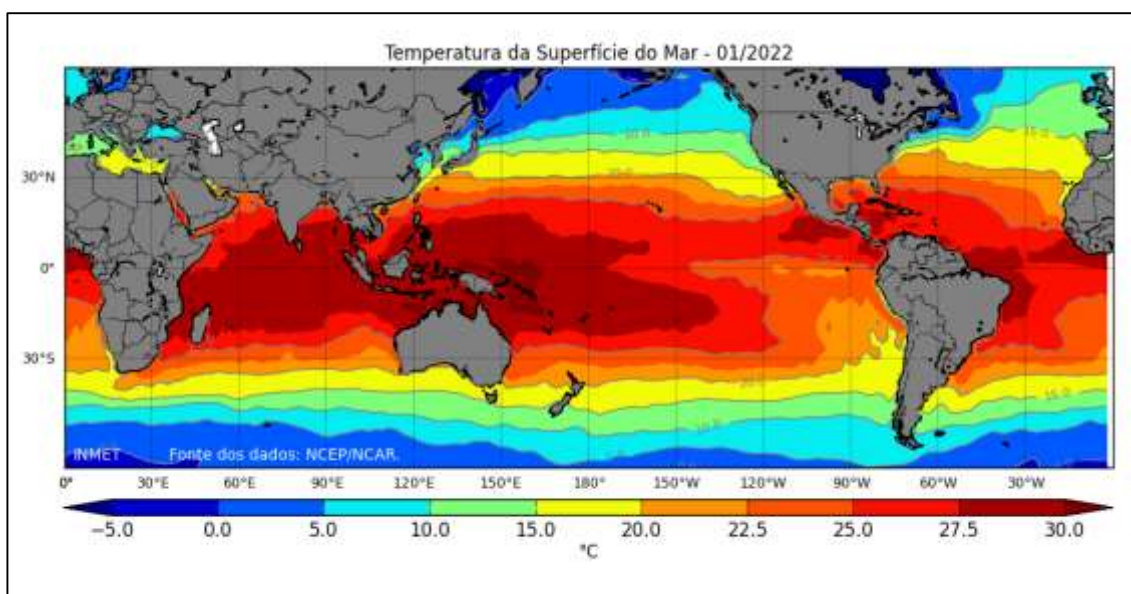 Temperatura da Superfície do Mar - 01/2022
30°N
0°
30°S
INMET Fonte dos dados: NCEP/NCAR.
0° 30°E 60°E 90°E 120°E 150°E 180° 150°W 120°W 90°W 60°W 30°W
−5.0 0.0 5.0 10.0 15.0 20.0 22.5 25.0 27.5 30.0
°C